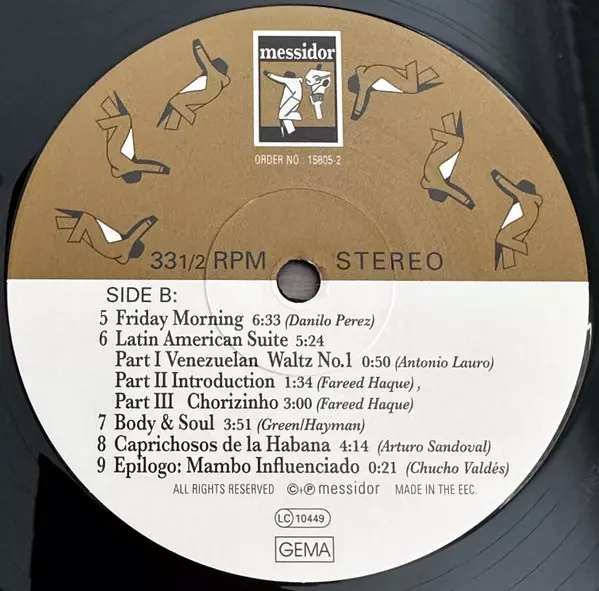 messidor
ORDER NO.: 15805-2
33 1/2 RPM STEREO
SIDE B:
5 Friday Morning 6:33 (Danilo Perez)
6 Latin American Suite 5:24
Part I Venezuelan Waltz No.1 0:50 (Antonio Lauro)
Part II Introduction 1:34 (Fareed Haque) ,
Part III Chorizinho 3:00 (Fareed Haque)
7 Body & Soul 3:51 (Green/Hayman)
8 Caprichosos de la Habana 4:14 (Arturo Sandoval)
9 Epilogo: Mambo Influenciado 0:21 (Chucho Valdés)
ALL RIGHTS RESERVED ©+℗ messidor MADE IN THE EEC.
LC 10449
GEMA